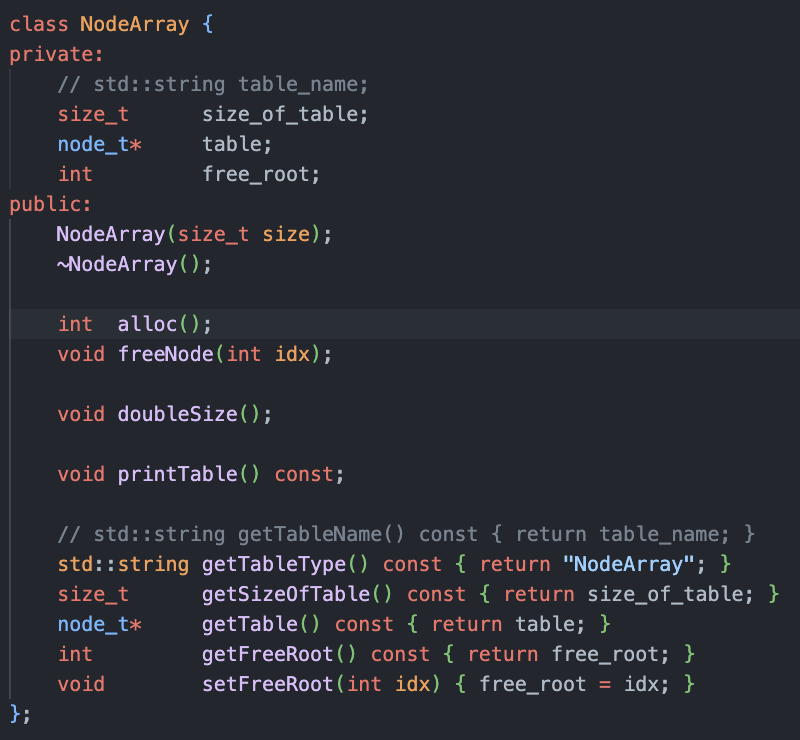 class NodeArray {
private:
    // std::string table_name;
    size_t      size_of_table;
    node_t*     table;
    int         free_root;
public:
    NodeArray(size_t size);
    ~NodeArray();

    int  alloc();
    void freeNode(int idx);

    void doubleSize();

    void printTable() const;

    // std::string getTableName() const { return table_name; }
    std::string getTableType() const { return "NodeArray"; }
    size_t      getSizeOfTable() const { return size_of_table; }
    node_t*     getTable() const { return table; }
    int         getFreeRoot() const { return free_root; }
    void        setFreeRoot(int idx) { free_root = idx; }
};